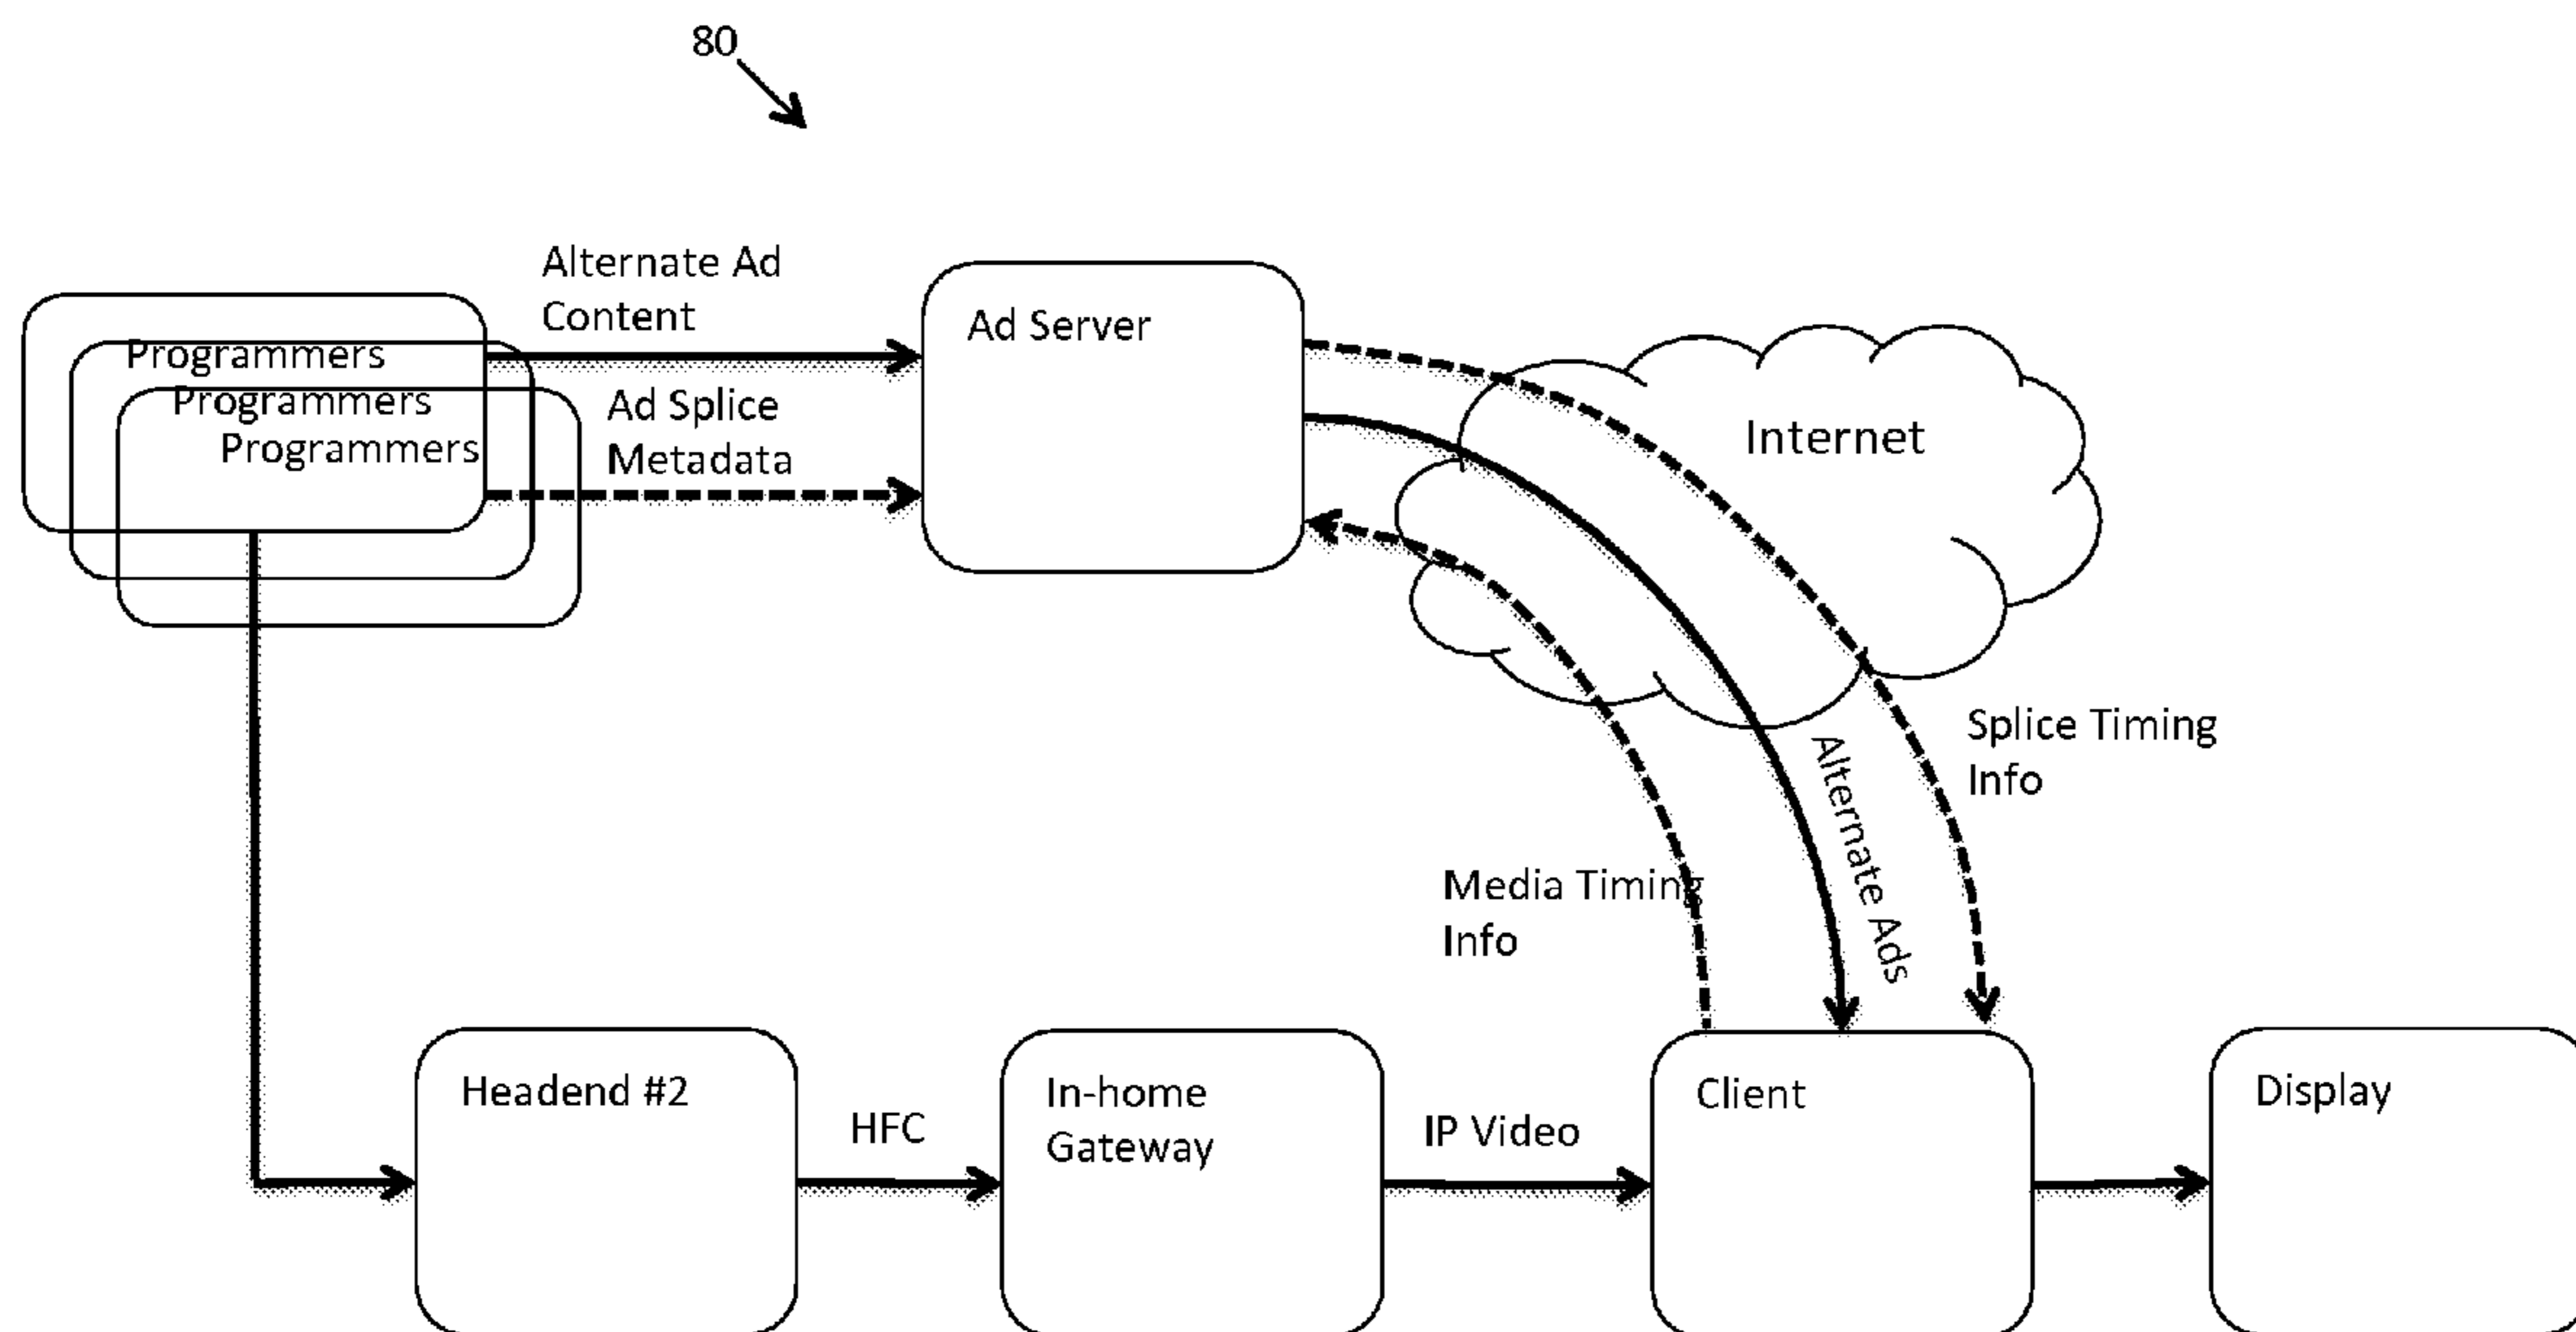 80
Alternate Ad
Content
Programmers
Programmers
Programmers
Ad Splice
Metadata
Ad Server
Internet
Splice Timing
Info
Alternate Ads
Media Timing
Info
Headend #2
HFC
In-home
Gateway
IP Video
Client
Display